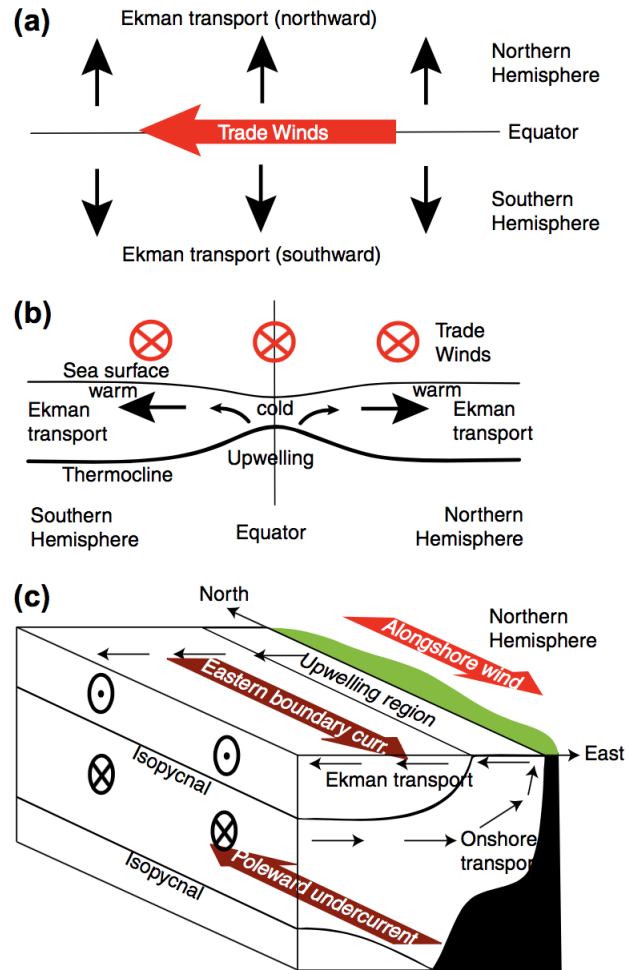 (a)
Ekman transport (northward)
Northern
Hemisphere
Trade Winds
Equator
Southern
Hemisphere
Ekman transport (southward)
(b)
Trade
Winds
Sea surface
warm
warm
cold
Ekman
transport
Ekman
transport
Upwelling
Thermocline
Southern
Hemisphere
Equator
Northern
Hemisphere
(c)
North
Northern
Hemisphere
Alongshore wind
Upwelling region
Eastern boundary curr.
East
Ekman transport
Isopycnal
Onshore
transport
Poleward undercurrent
Isopycnal